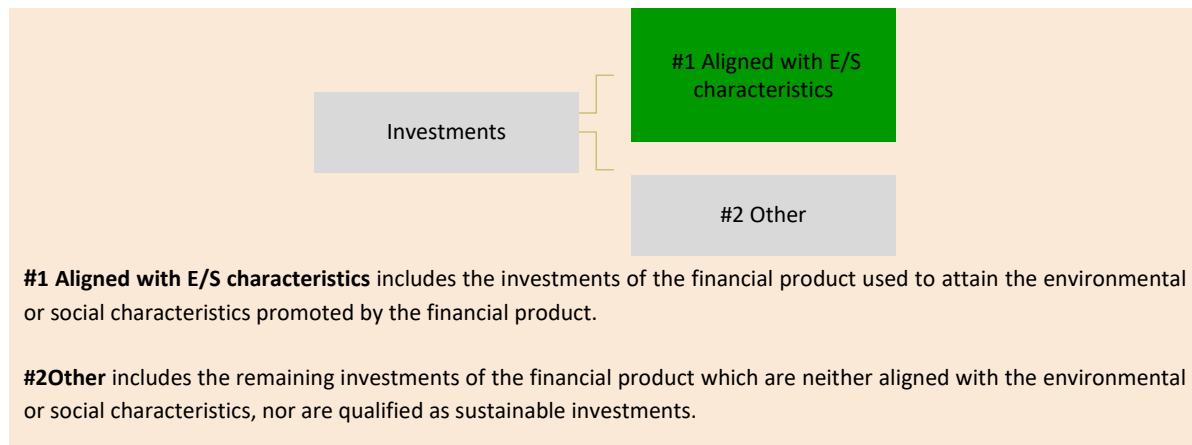 #1 Aligned with E/S
characteristics
Investments
#2 Other
#1 Aligned with E/S characteristics includes the investments of the financial product used to attain the environmental
or social characteristics promoted by the financial product.
#2Other includes the remaining investments of the financial product which are neither aligned with the environmental
or social characteristics, nor are qualified as sustainable investments.